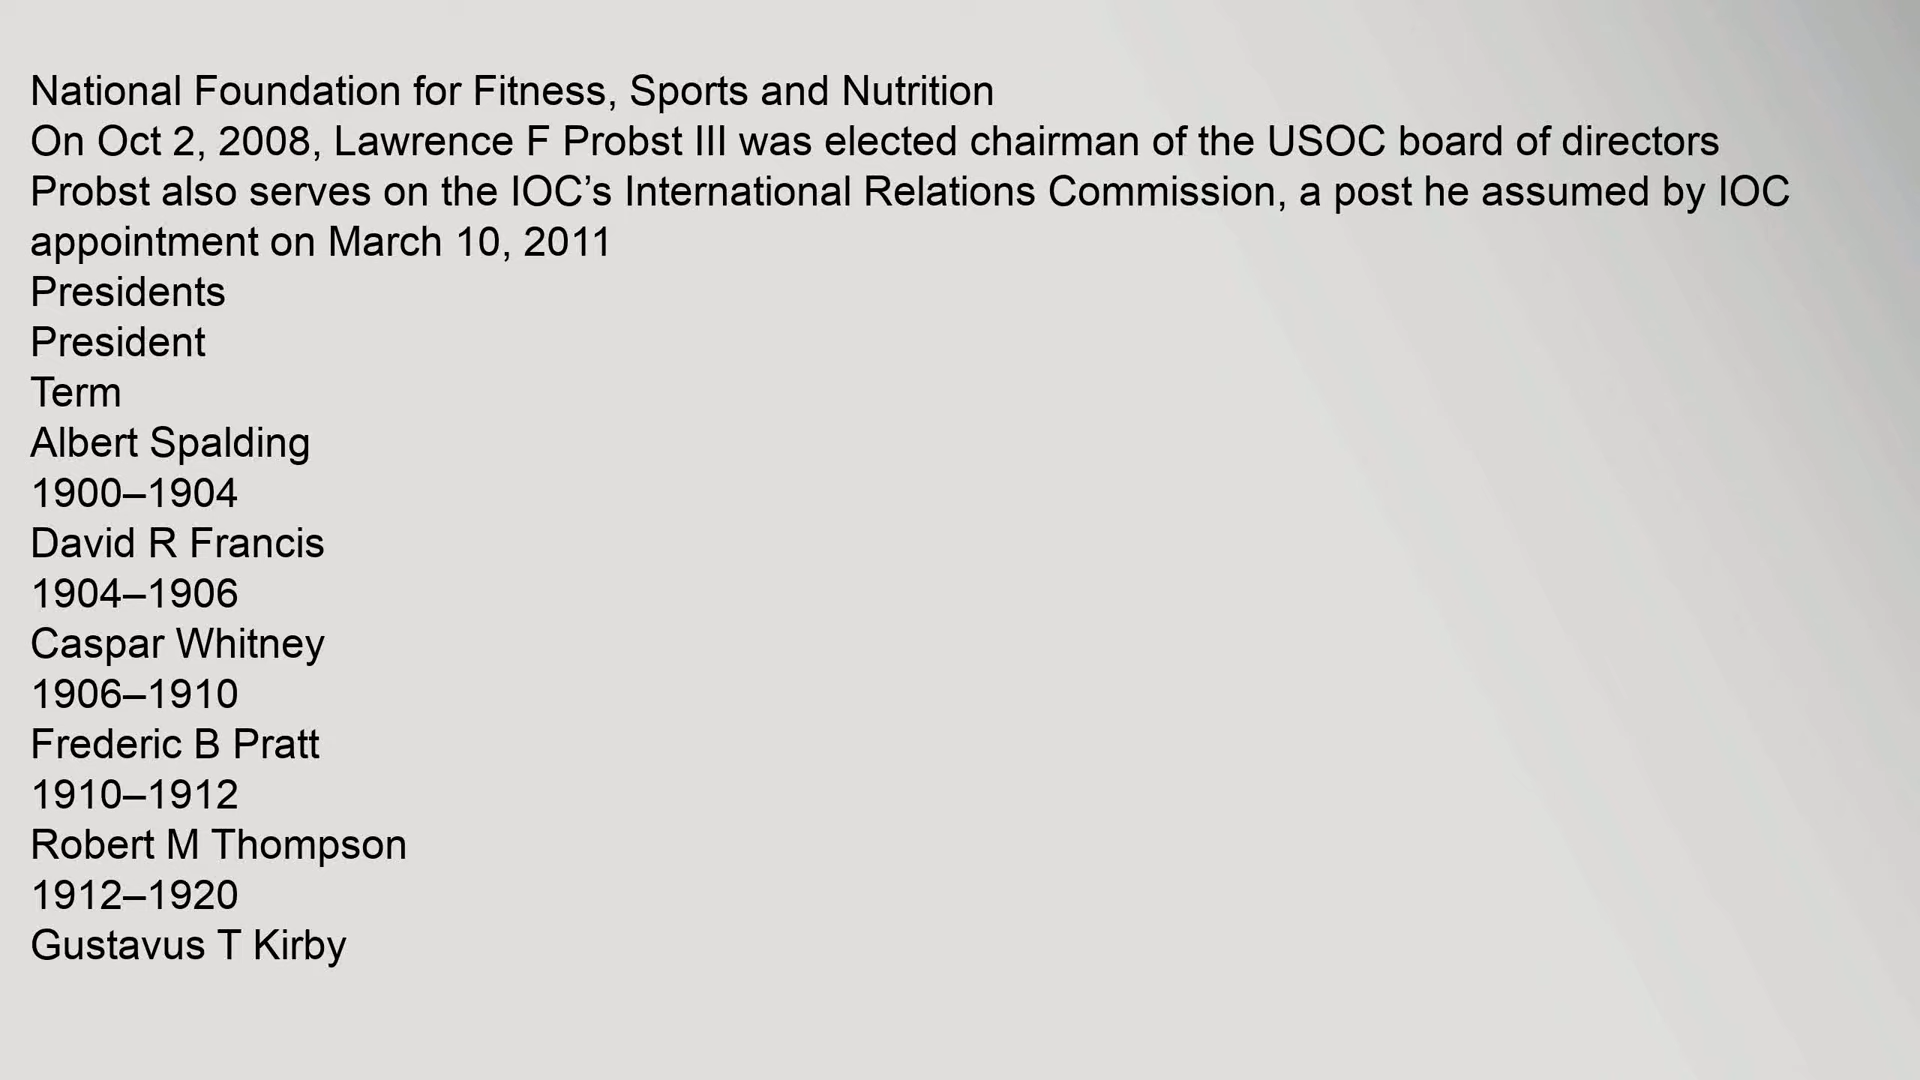 National Foundation for Fitness, Sports and Nutrition
On Oct 2, 2008, Lawrence F Probst III was elected chairman of the USOC board of directors
Probst also serves on the IOC’s International Relations Commission, a post he assumed by IOC
appointment on March 10, 2011
Presidents
President
Term
Albert Spalding
1900–1904
David R Francis
1904–1906
Caspar Whitney
1906–1910
Frederic B Pratt
1910–1912
Robert M Thompson
1912–1920
Gustavus T Kirby